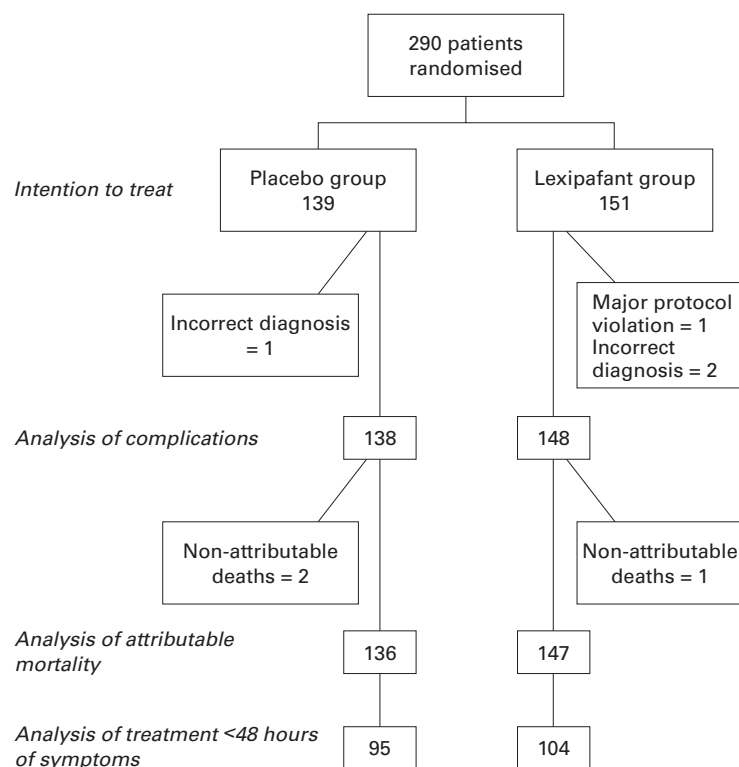 290 patients
randomised
Intention to treat
Placebo group
139
Lexipafant group
151
Incorrect diagnosis
= 1
Major protocol
violation = 1
Incorrect
diagnosis = 2
Analysis of complications
138
148
Non-attributable
deaths = 2
Non-attributable
deaths = 1
Analysis of attributable
mortality
136
147
Analysis of treatment <48 hours
of symptoms
95
104